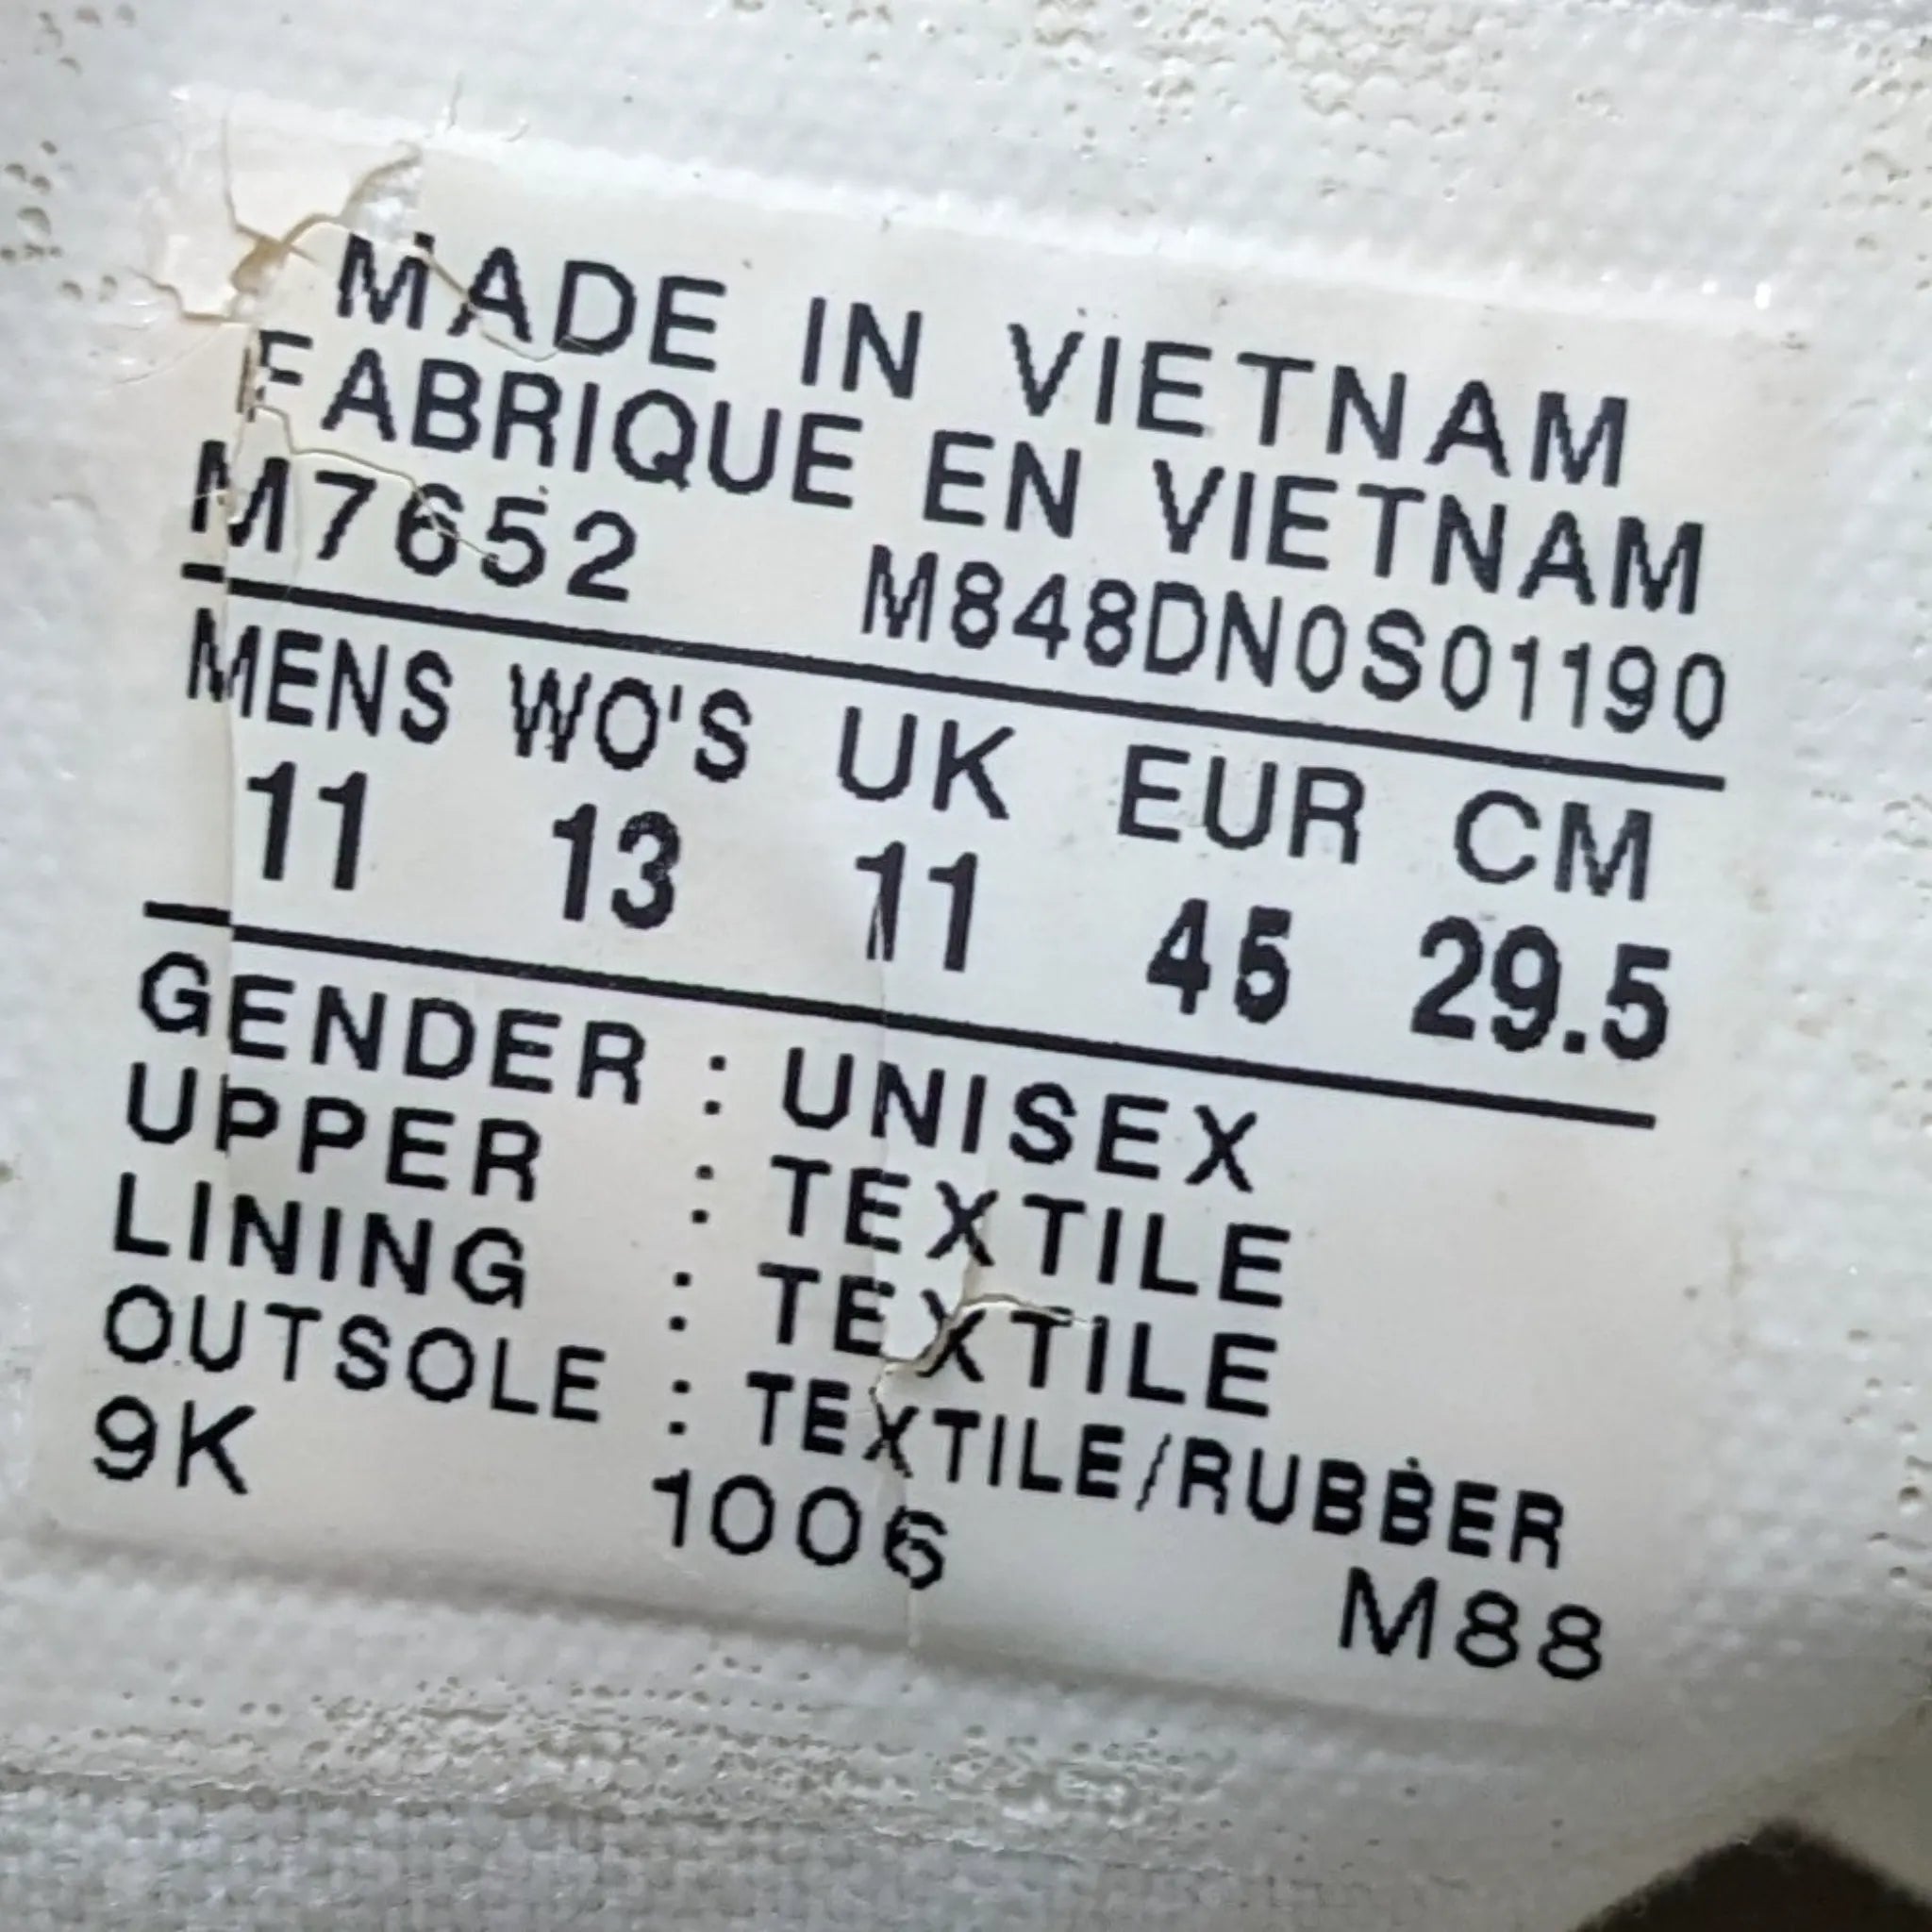 MADE IN VIETNAM
FABRIQUE EN VIETNAM
M7652 M848DN0S01190
MENS WO'S UK EUR CM
11 13 11 45 29.5
GENDER : UNISEX
UPPER : TEXTILE
LINING : TEXTILE
OUTSOLE : TEXTILE/RUBBER
9K 1006 M88